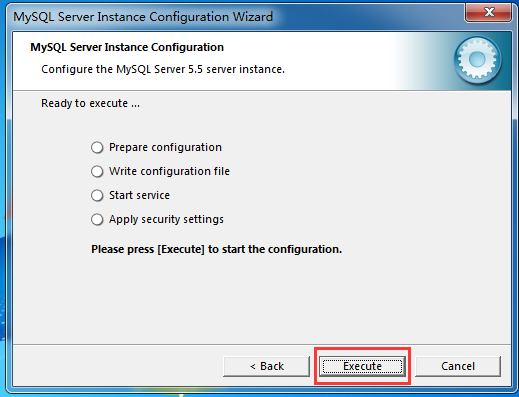 MySQL Server Instance Configuration Wizard
MySQL Server Instance Configuration
Configure the MySQL Server 5.5 server instance.
Ready to execute ...
Prepare configuration
Write configuration file
Start service
Apply security settings
Please press [Execute] to start the configuration.
< Back
Execute
Cancel